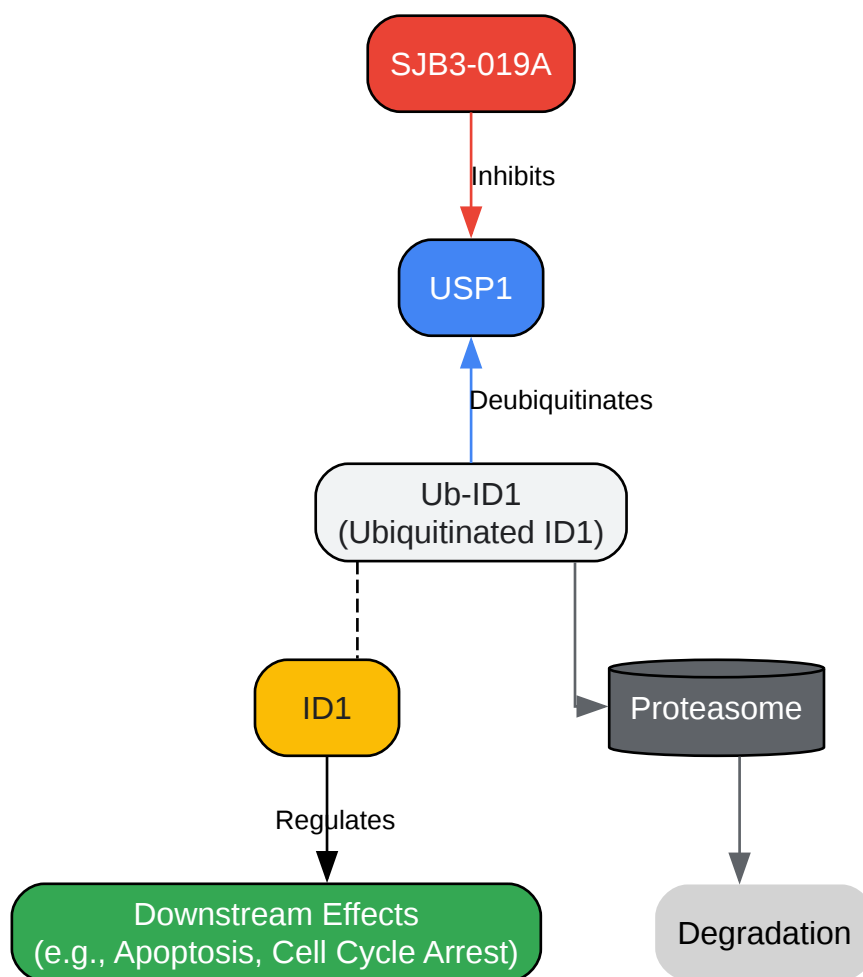 SJB3-019A
Inhibits
USP1
Deubiquitinates
Ub-ID1
(Ubiquitinated ID1)
ID1
Proteasome
Regulates
Downstream Effects
(e.g., Apoptosis, Cell Cycle Arrest)
Degradation